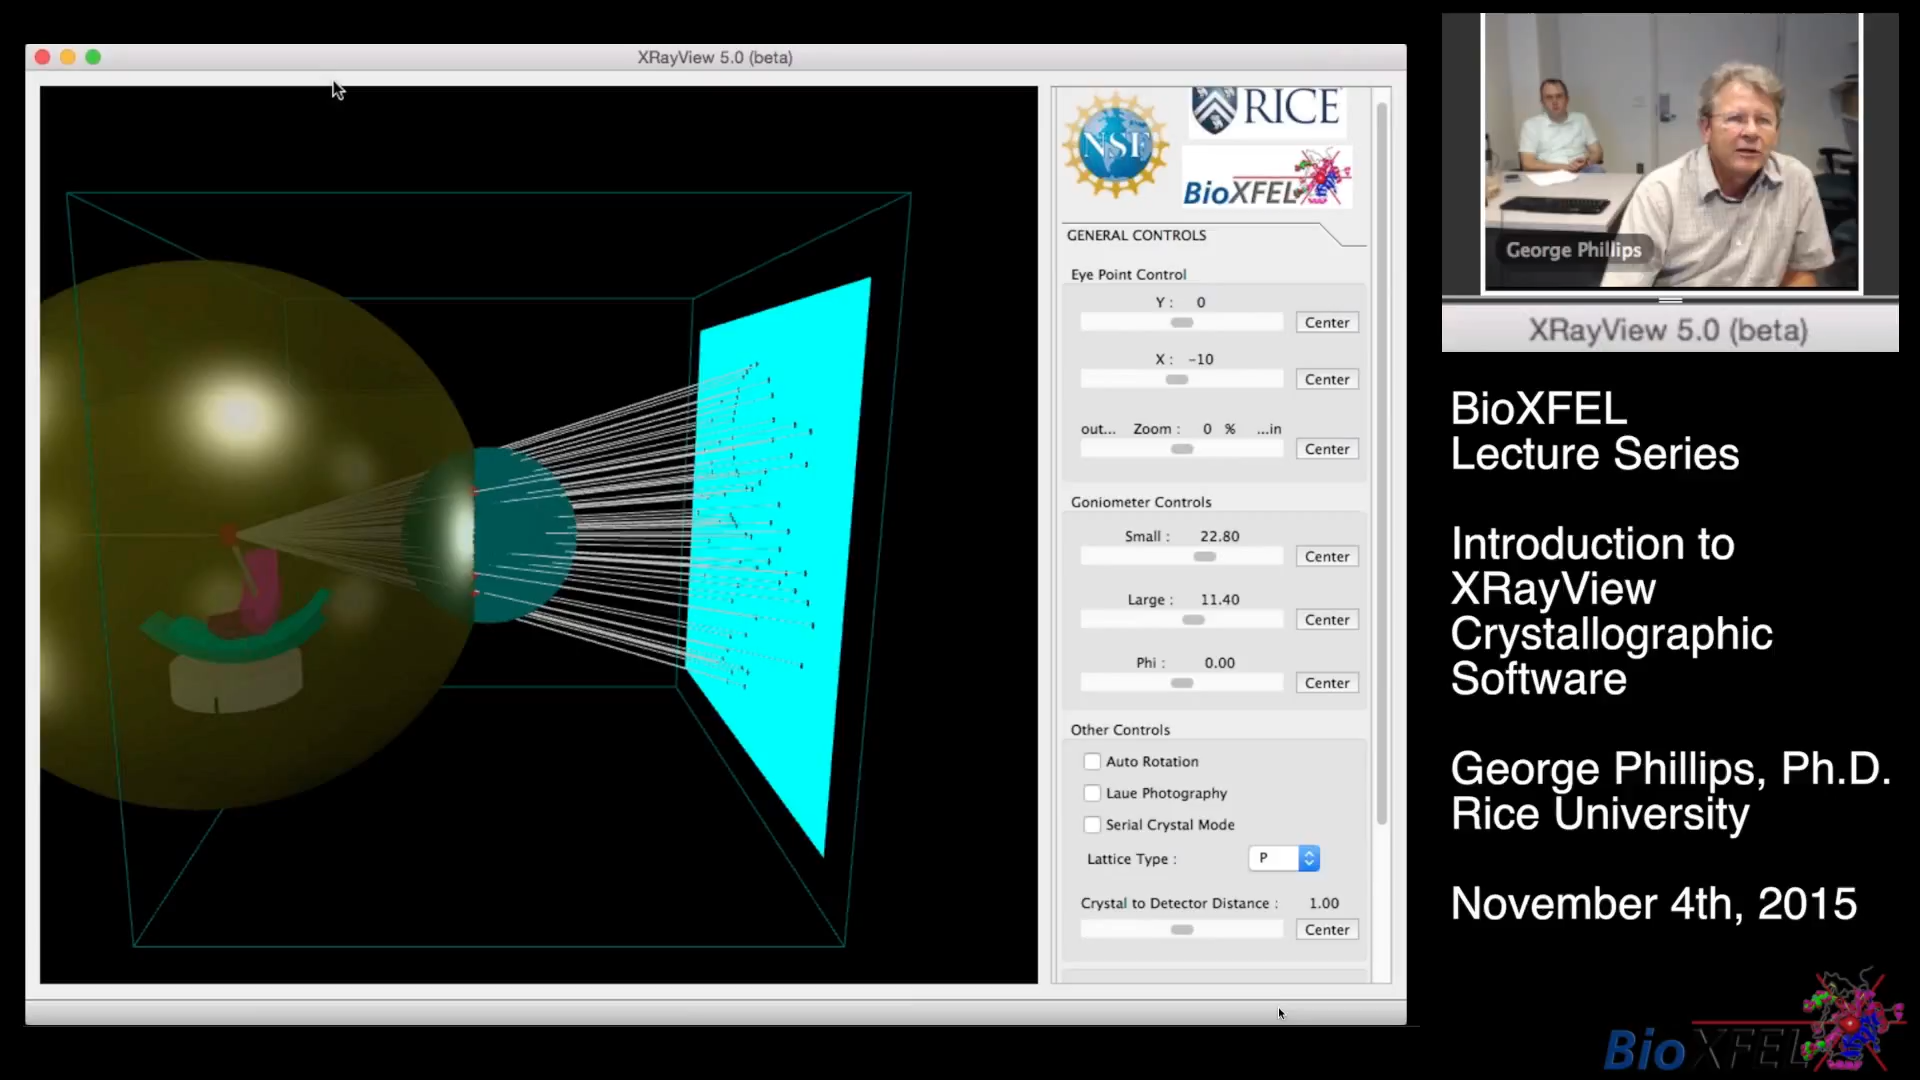 XRayView 5.0 (beta)
NSF
RICE
BioXFEL
GENERAL CONTROLS
Eye Point Control
Y : 0
Center
X : -10
Center
out... Zoom : 0 % ...in
Center
Goniometer Controls
Small : 22.80
Center
Large : 11.40
Center
Phi : 0.00
Center
Other Controls
Auto Rotation
Laue Photography
Serial Crystal Mode
Lattice Type : P
Crystal to Detector Distance : 1.00
Center
George Phillips
XRayView 5.0 (beta)
BioXFEL
Lecture Series
Introduction to
XRayView
Crystallographic
Software
George Phillips, Ph.D.
Rice University
November 4th, 2015
BioXFEL